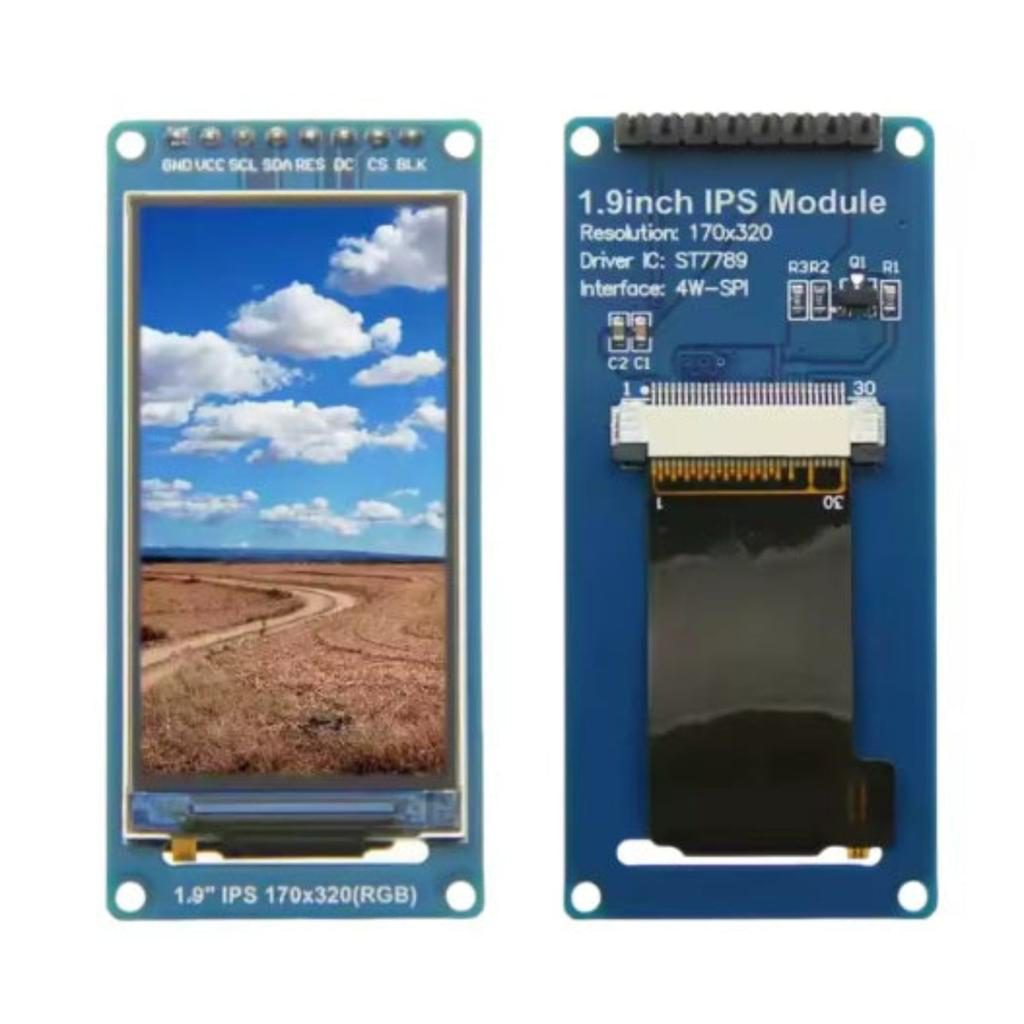 GND VCC SCL SDA RES DC CS BLK
1.9" IPS 170x320(RGB)
1.9inch IPS Module
Resolution: 170x320
Driver IC: ST7789
Interface: 4W-SPI
R3 R2 Q1 R1
C2 C1
1 30
1 30